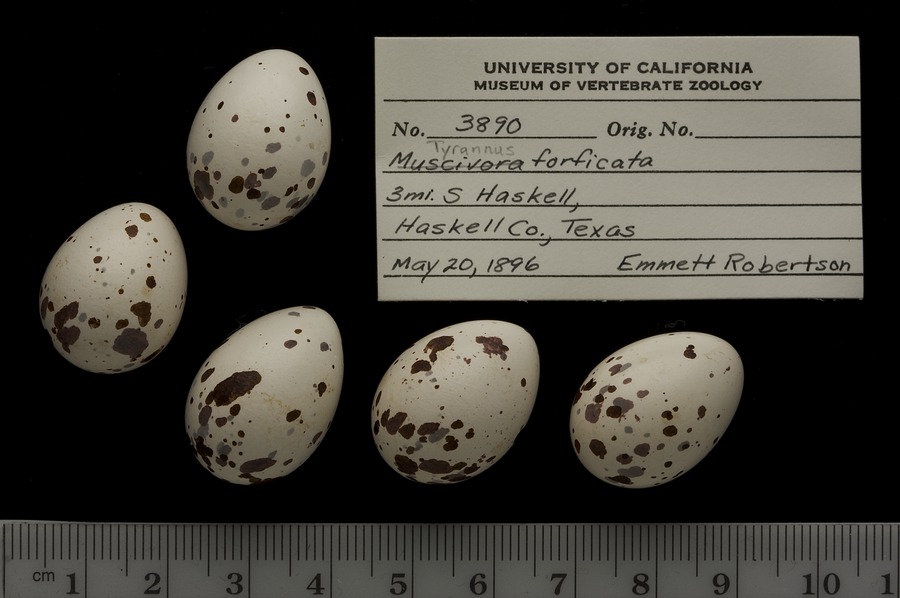 UNIVERSITY OF CALIFORNIA
MUSEUM OF VERTEBRATE ZOOLOGY
No. 3890 Orig. No.
Tyrannus
Muscivora forficata
3mi. S Haskell,
Haskell Co., Texas
May 20, 1896 Emmett Robertson
cm 1 2 3 4 5 6 7 8 9 10 1